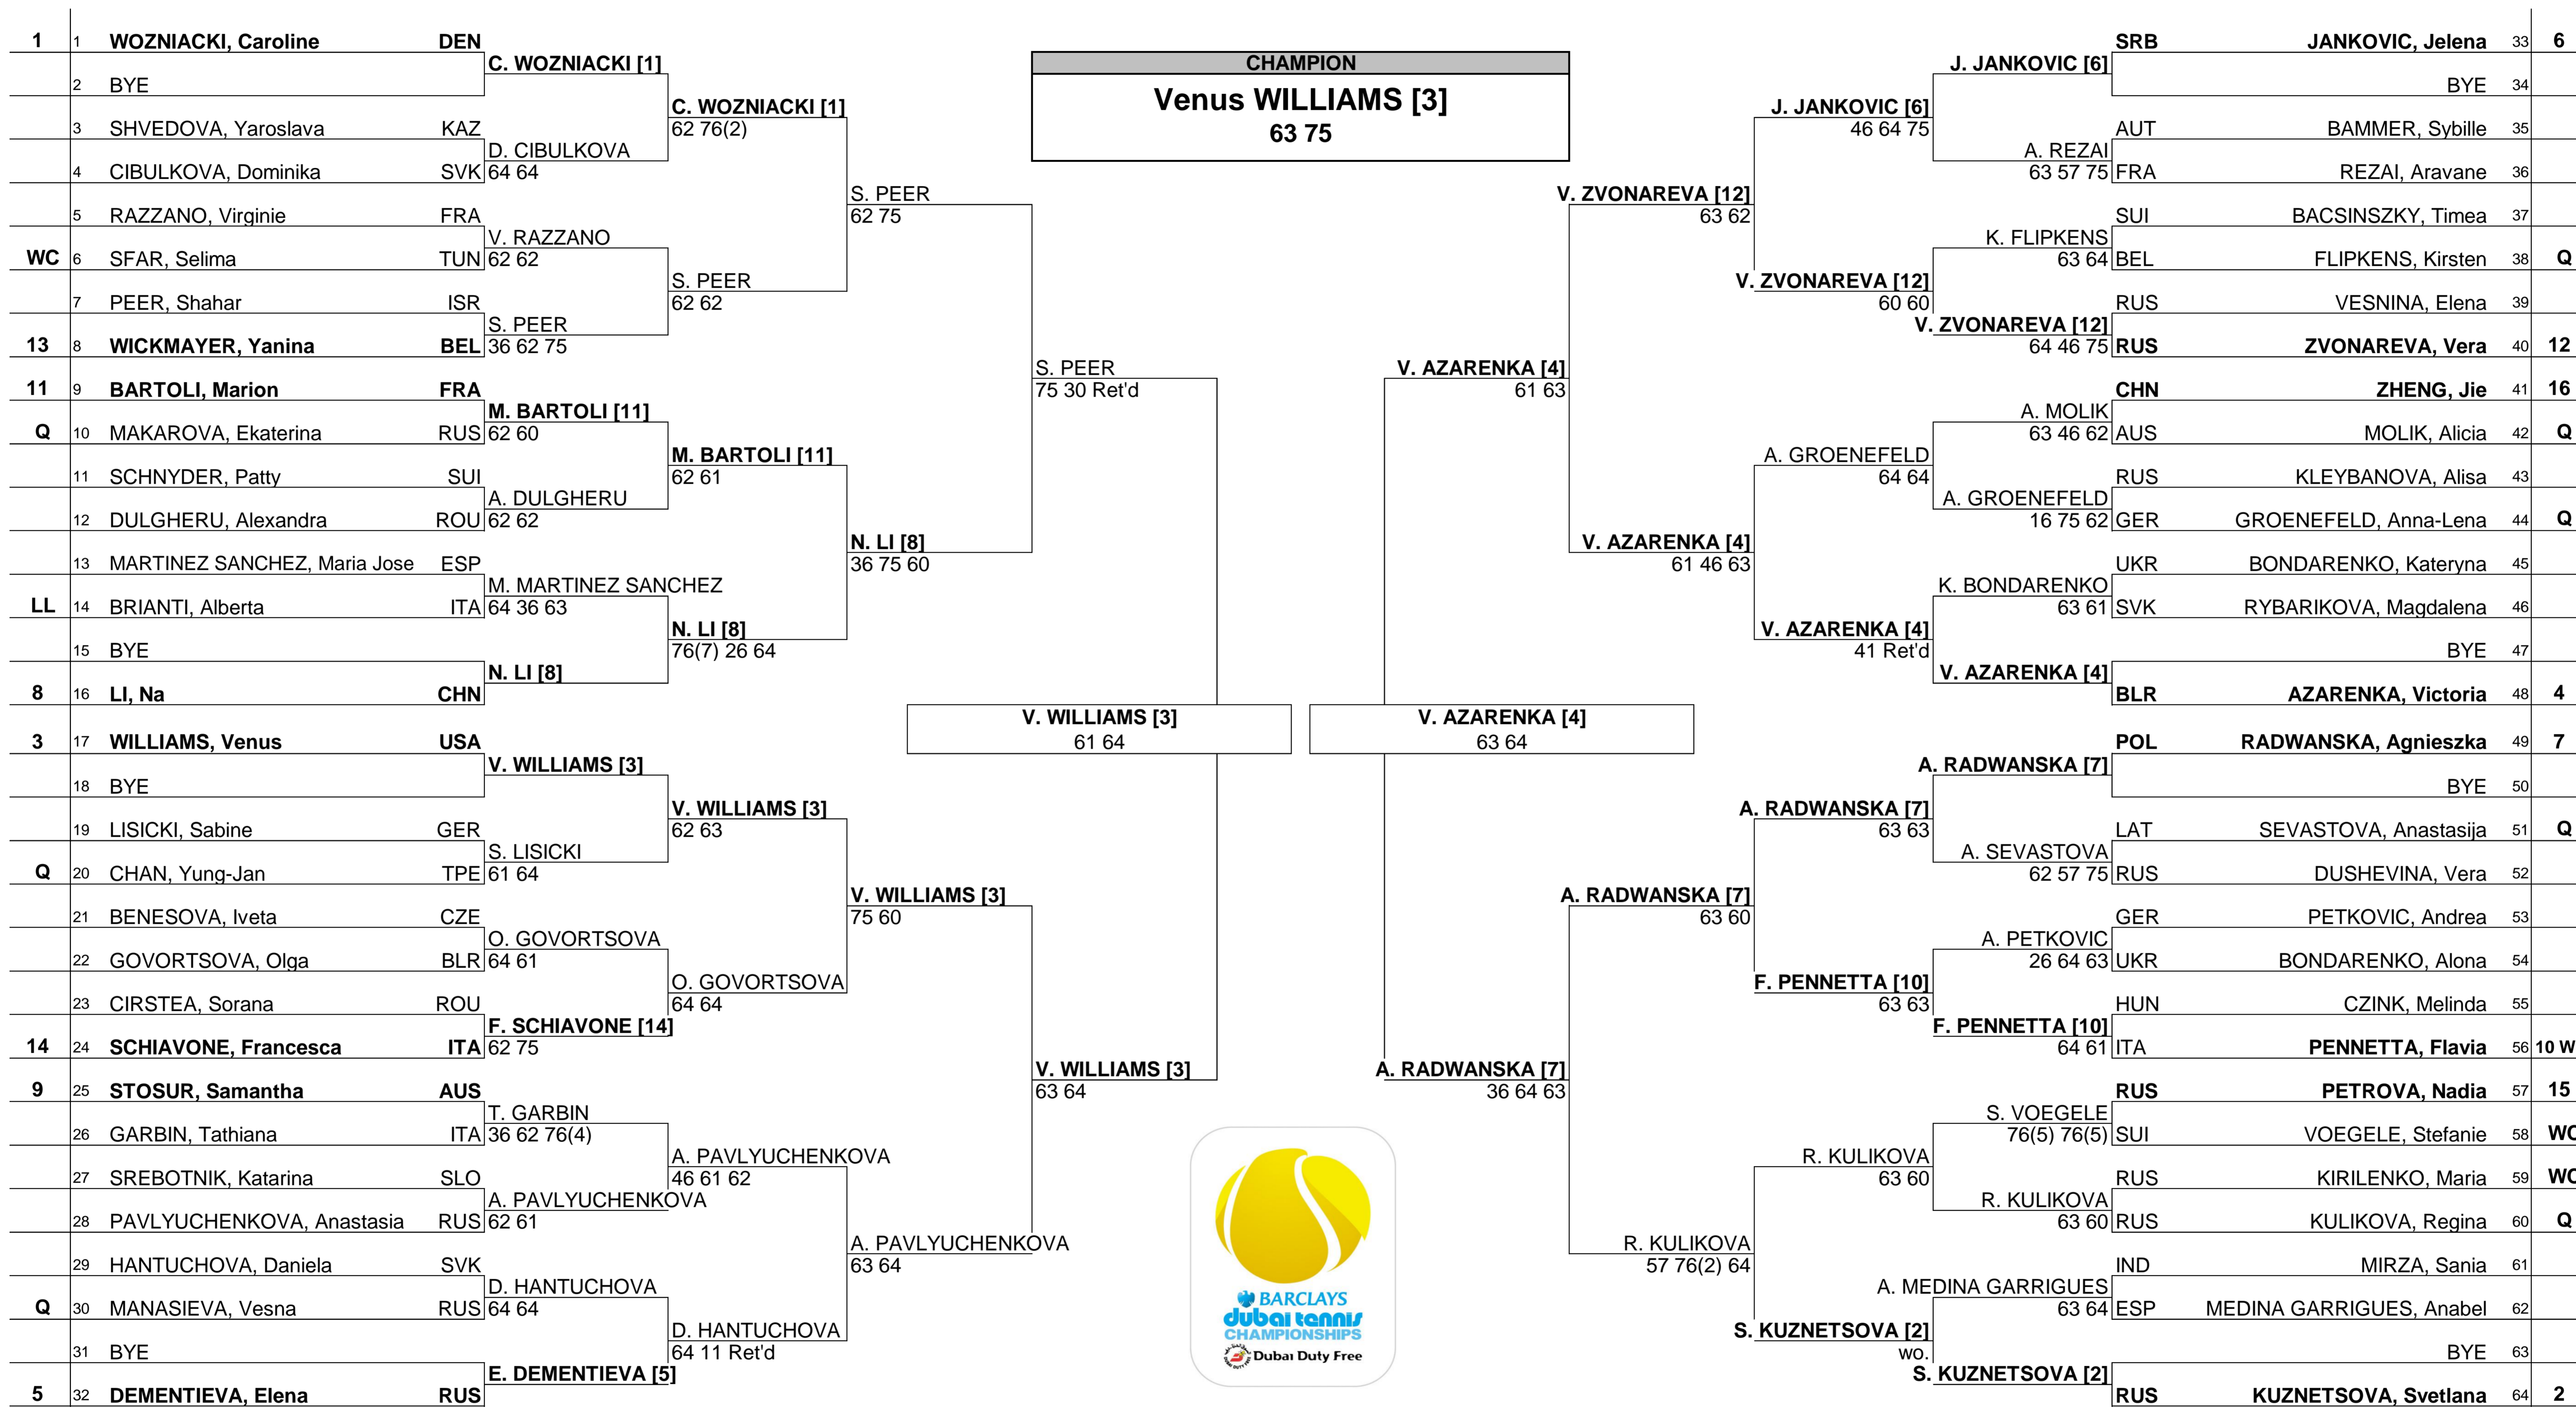 1 1 WOZNIACKI, Caroline DEN
2 BYE
3 SHVEDOVA, Yaroslava KAZ
4 CIBULKOVA, Dominika SVK
5 RAZZANO, Virginie FRA
WC 6 SFAR, Selima TUN
7 PEER, Shahar ISR
13 8 WICKMAYER, Yanina BEL
11 9 BARTOLI, Marion FRA
Q 10 MAKAROVA, Ekaterina RUS
11 SCHNYDER, Patty SUI
12 DULGHERU, Alexandra ROU
13 MARTINEZ SANCHEZ, Maria Jose ESP
LL 14 BRIANTI, Alberta ITA
15 BYE
8 16 LI, Na CHN
3 17 WILLIAMS, Venus USA
18 BYE
19 LISICKI, Sabine GER
Q 20 CHAN, Yung-Jan TPE
21 BENESOVA, Iveta CZE
22 GOVORTSOVA, Olga BLR
23 CIRSTEA, Sorana ROU
14 24 SCHIAVONE, Francesca ITA
9 25 STOSUR, Samantha AUS
26 GARBIN, Tathiana ITA
27 SREBOTNIK, Katarina SLO
28 PAVLYUCHENKOVA, Anastasia RUS
29 HANTUCHOVA, Daniela SVK
Q 30 MANASIEVA, Vesna RUS
31 BYE
5 32 DEMENTIEVA, Elena RUS
C. WOZNIACKI [1]
D. CIBULKOVA
64 64
V. RAZZANO
62 62
S. PEER
36 62 75
M. BARTOLI [11]
62 60
A. DULGHERU
62 62
M. MARTINEZ SANCHEZ
64 36 63
N. LI [8]
V. WILLIAMS [3]
S. LISICKI
61 64
O. GOVORTSOVA
64 61
F. SCHIAVONE [14]
62 75
T. GARBIN
36 62 76(4)
A. PAVLYUCHENKOVA
62 61
D. HANTUCHOVA
64 64
E. DEMENTIEVA [5]
C. WOZNIACKI [1]
62 76(2)
S. PEER
62 62
M. BARTOLI [11]
62 61
N. LI [8]
76(7) 26 64
V. WILLIAMS [3]
62 63
O. GOVORTSOVA
64 64
A. PAVLYUCHENKOVA
46 61 62
D. HANTUCHOVA
64 11 Ret'd
S. PEER
62 75
N. LI [8]
36 75 60
V. WILLIAMS [3]
75 60
A. PAVLYUCHENKOVA
63 64
S. PEER
75 30 Ret'd
V. WILLIAMS [3]
63 64
CHAMPION
Venus WILLIAMS [3]
63 75
V. WILLIAMS [3]
61 64
V. AZARENKA [4]
63 64
BARCLAYS
dubai tennis
CHAMPIONSHIPS
Dubai Duty Free
V. AZARENKA [4]
61 63
A. RADWANSKA [7]
36 64 63
V. ZVONAREVA [12]
63 62
V. AZARENKA [4]
61 46 63
A. RADWANSKA [7]
63 60
R. KULIKOVA
57 76(2) 64
J. JANKOVIC [6]
46 64 75
V. ZVONAREVA [12]
60 60
A. GROENEFELD
64 64
V. AZARENKA [4]
41 Ret'd
A. RADWANSKA [7]
63 63
F. PENNETTA [10]
63 63
R. KULIKOVA
63 60
S. KUZNETSOVA [2]
wo.
J. JANKOVIC [6]
A. REZAI
63 57 75
K. FLIPKENS
63 64
V. ZVONAREVA [12]
64 46 75
A. MOLIK
63 46 62
A. GROENEFELD
16 75 62
K. BONDARENKO
63 61
V. AZARENKA [4]
A. RADWANSKA [7]
A. SEVASTOVA
62 57 75
A. PETKOVIC
26 64 63
F. PENNETTA [10]
64 61
S. VOEGELE
76(5) 76(5)
R. KULIKOVA
63 60
A. MEDINA GARRIGUES
63 64
S. KUZNETSOVA [2]
SRB JANKOVIC, Jelena 33 6
BYE 34
AUT BAMMER, Sybille 35
FRA REZAI, Aravane 36
SUI BACSINSZKY, Timea 37
BEL FLIPKENS, Kirsten 38 Q
RUS VESNINA, Elena 39
RUS ZVONAREVA, Vera 40 12
CHN ZHENG, Jie 41 16
AUS MOLIK, Alicia 42 Q
RUS KLEYBANOVA, Alisa 43
GER GROENEFELD, Anna-Lena 44 Q
UKR BONDARENKO, Kateryna 45
SVK RYBARIKOVA, Magdalena 46
BYE 47
BLR AZARENKA, Victoria 48 4
POL RADWANSKA, Agnieszka 49 7
BYE 50
LAT SEVASTOVA, Anastasija 51 Q
RUS DUSHEVINA, Vera 52
GER PETKOVIC, Andrea 53
UKR BONDARENKO, Alona 54
HUN CZINK, Melinda 55
ITA PENNETTA, Flavia 56 10 W
RUS PETROVA, Nadia 57 15
SUI VOEGELE, Stefanie 58 WC
RUS KIRILENKO, Maria 59 WC
RUS KULIKOVA, Regina 60 Q
IND MIRZA, Sania 61
ESP MEDINA GARRIGUES, Anabel 62
BYE 63
RUS KUZNETSOVA, Svetlana 64 2